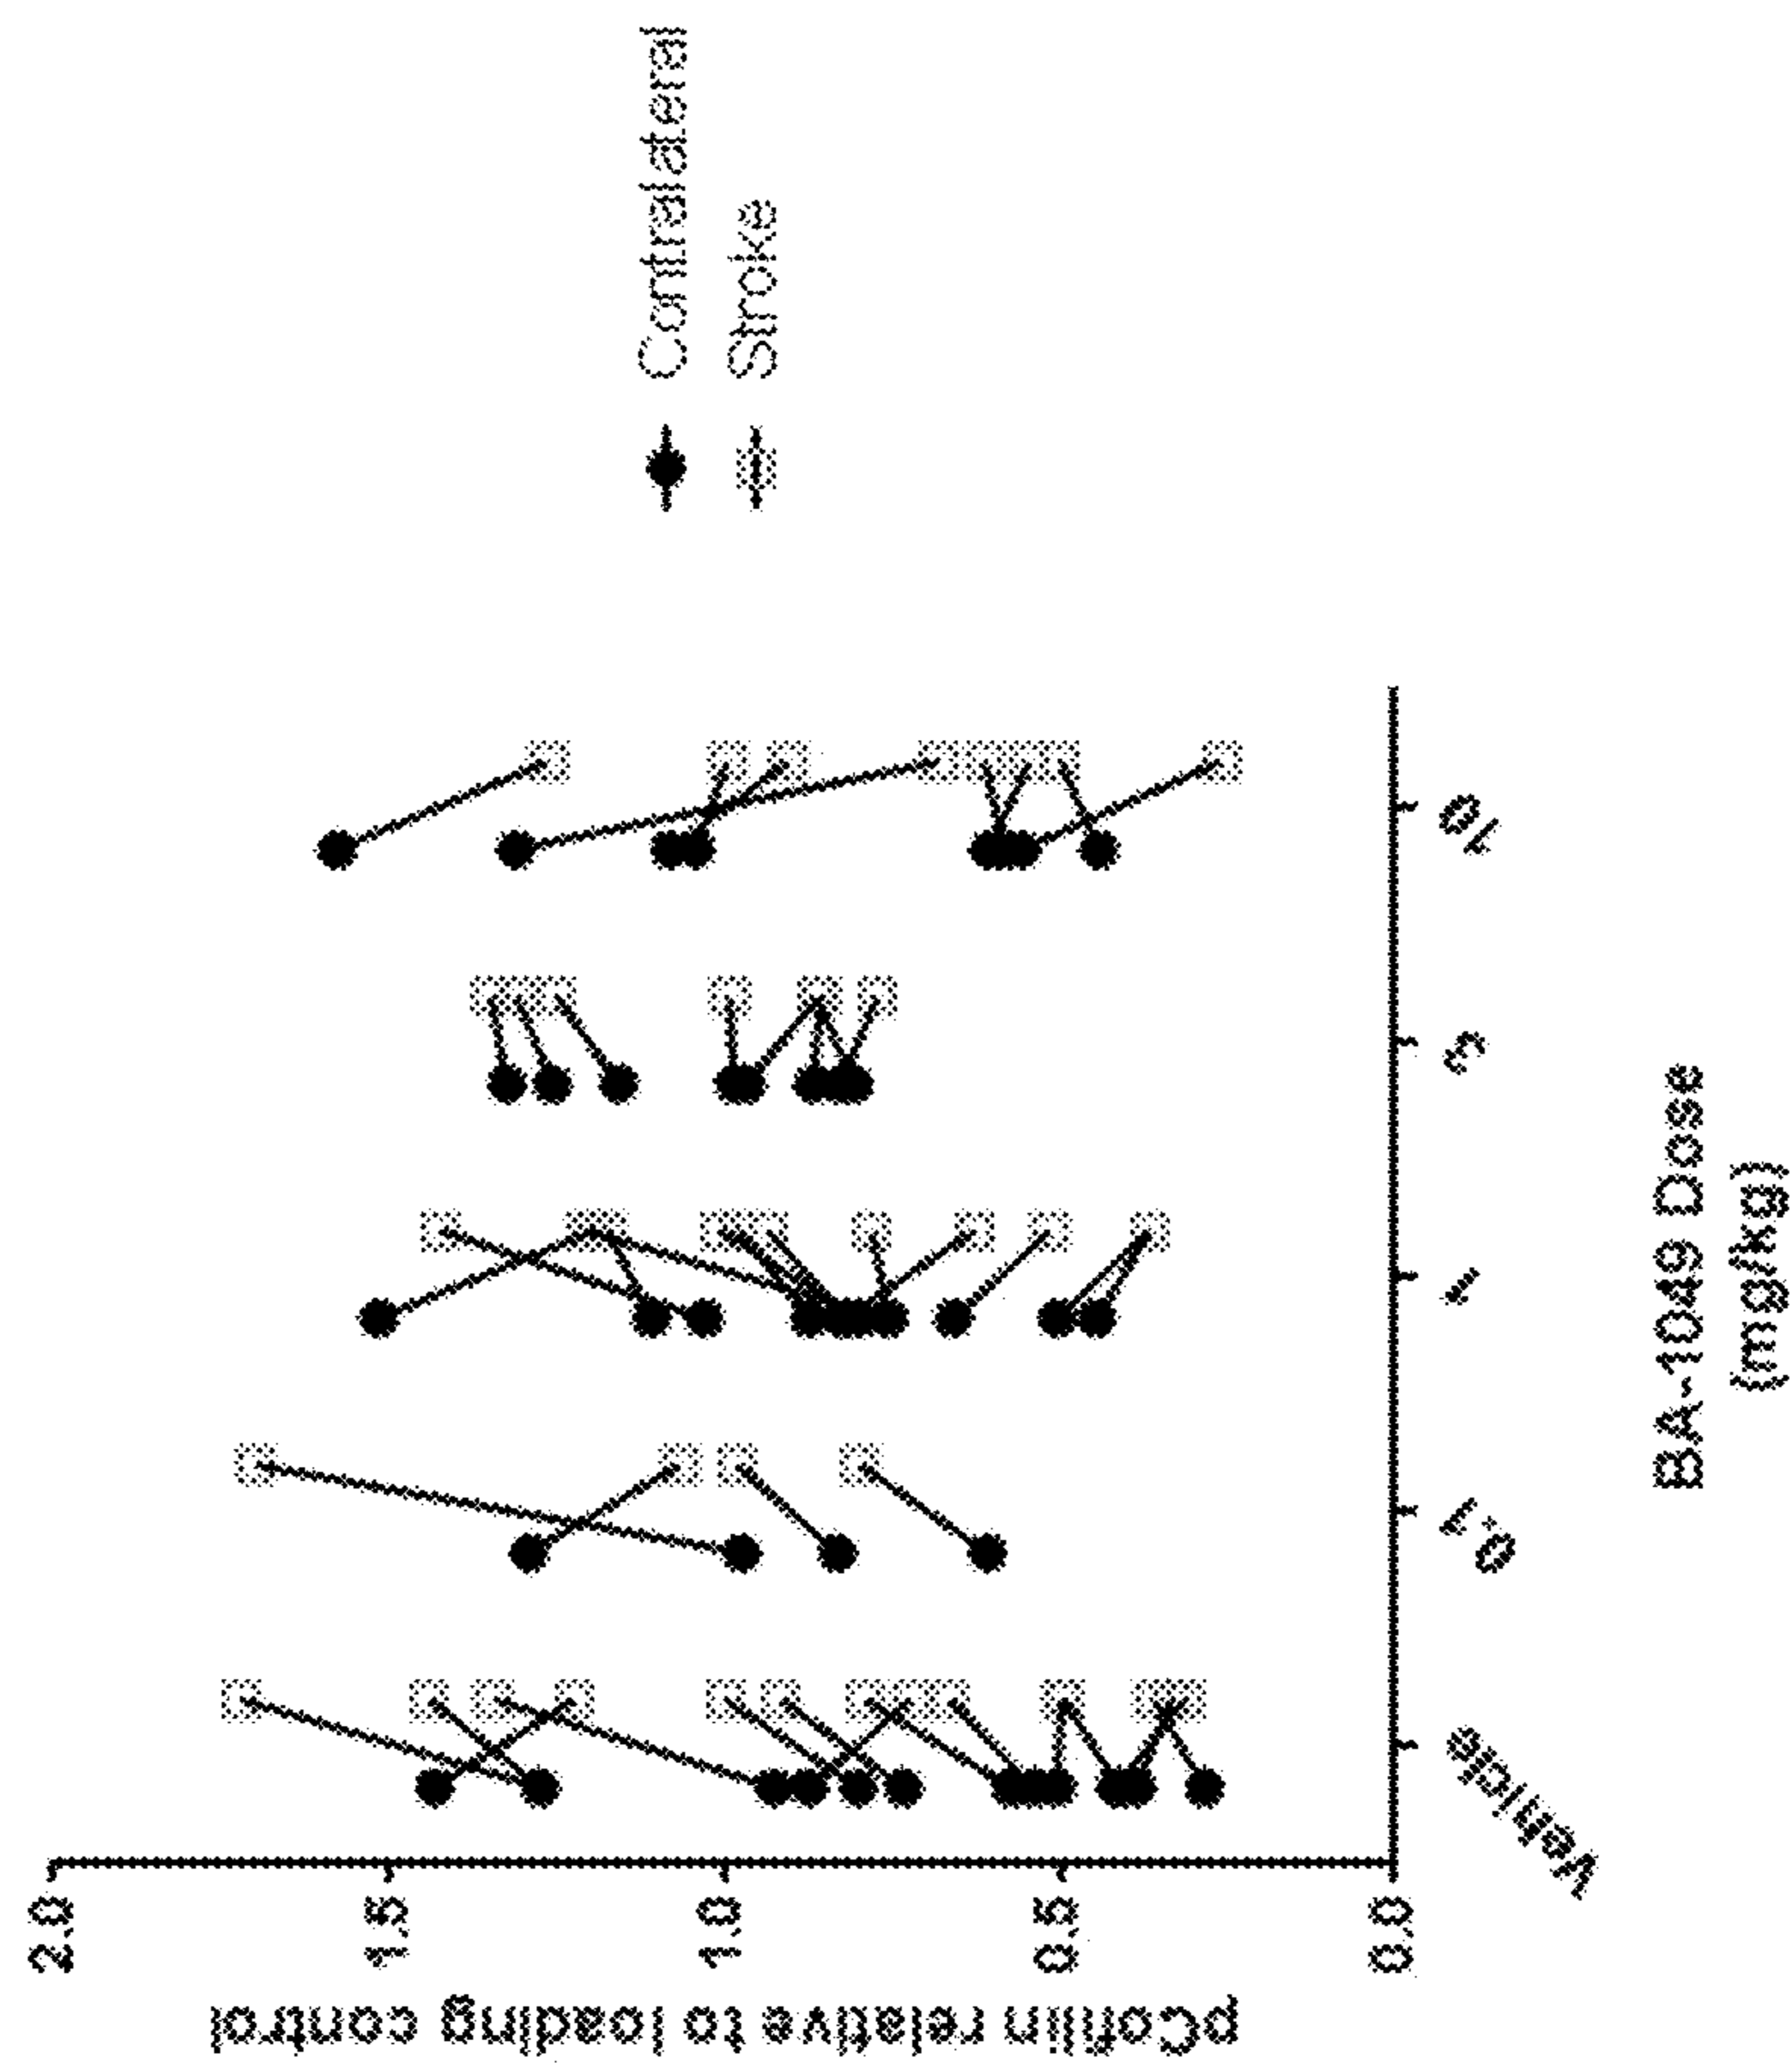 pCofilin relative to loading control
2.0
1.5
1.0
0.5
0.0
Vehicle
0.1
1
3
10
BA-1049 Dose
(mg/kg)
Contralateral
Stroke